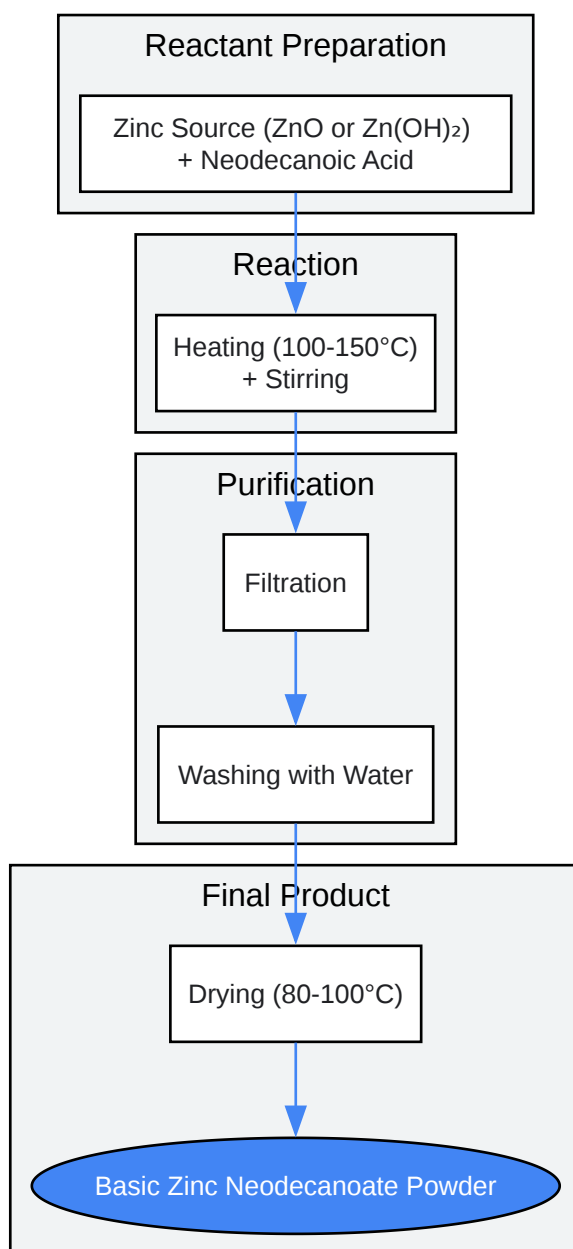 Reactant Preparation
Zinc Source (ZnO or Zn(OH)₂)
+ Neodecanoic Acid
Reaction
Heating (100-150°C)
+ Stirring
Purification
Filtration
Washing with Water
Final Product
Drying (80-100°C)
Basic Zinc Neodecanoate Powder